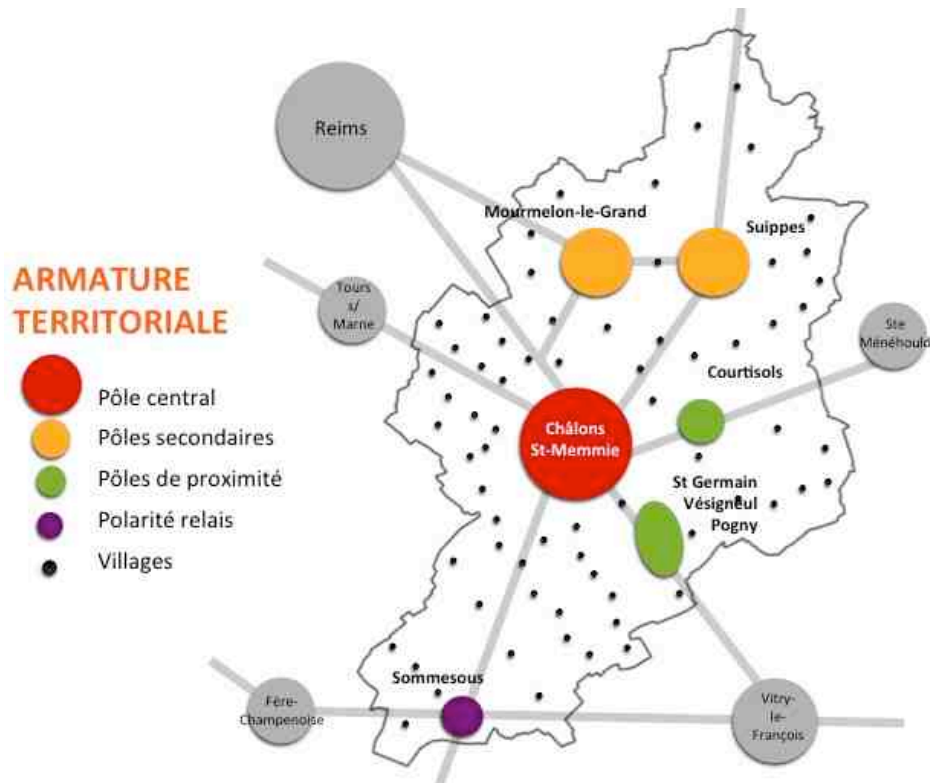 Reims
Mourmelon-le-Grand
Suippes
ARMATURE
TERRITORIALE
Tours
s/
Marne
Ste
Ménéhould
Courtisols
Pôle central
Pôles secondaires
Pôles de proximité
Polarité relais
Villages
Châlons
St-Memmie
St Germain
Vésigneul
Pogny
Sommesous
Fère-
Champenoise
Vitry-
le-
François